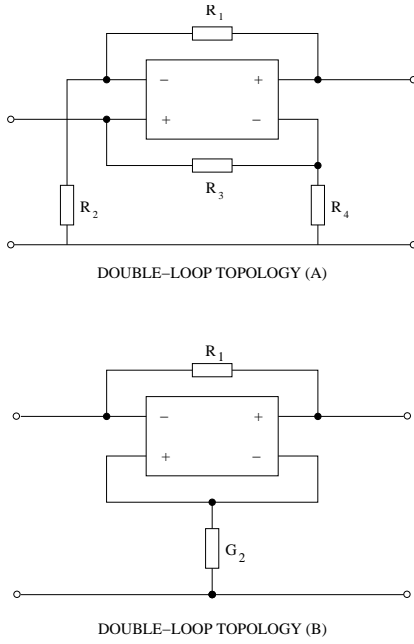 R1
− +
+ −
R3
R2 R4
DOUBLE−LOOP TOPOLOGY (A)
R1
− +
+ −
G2
DOUBLE−LOOP TOPOLOGY (B)